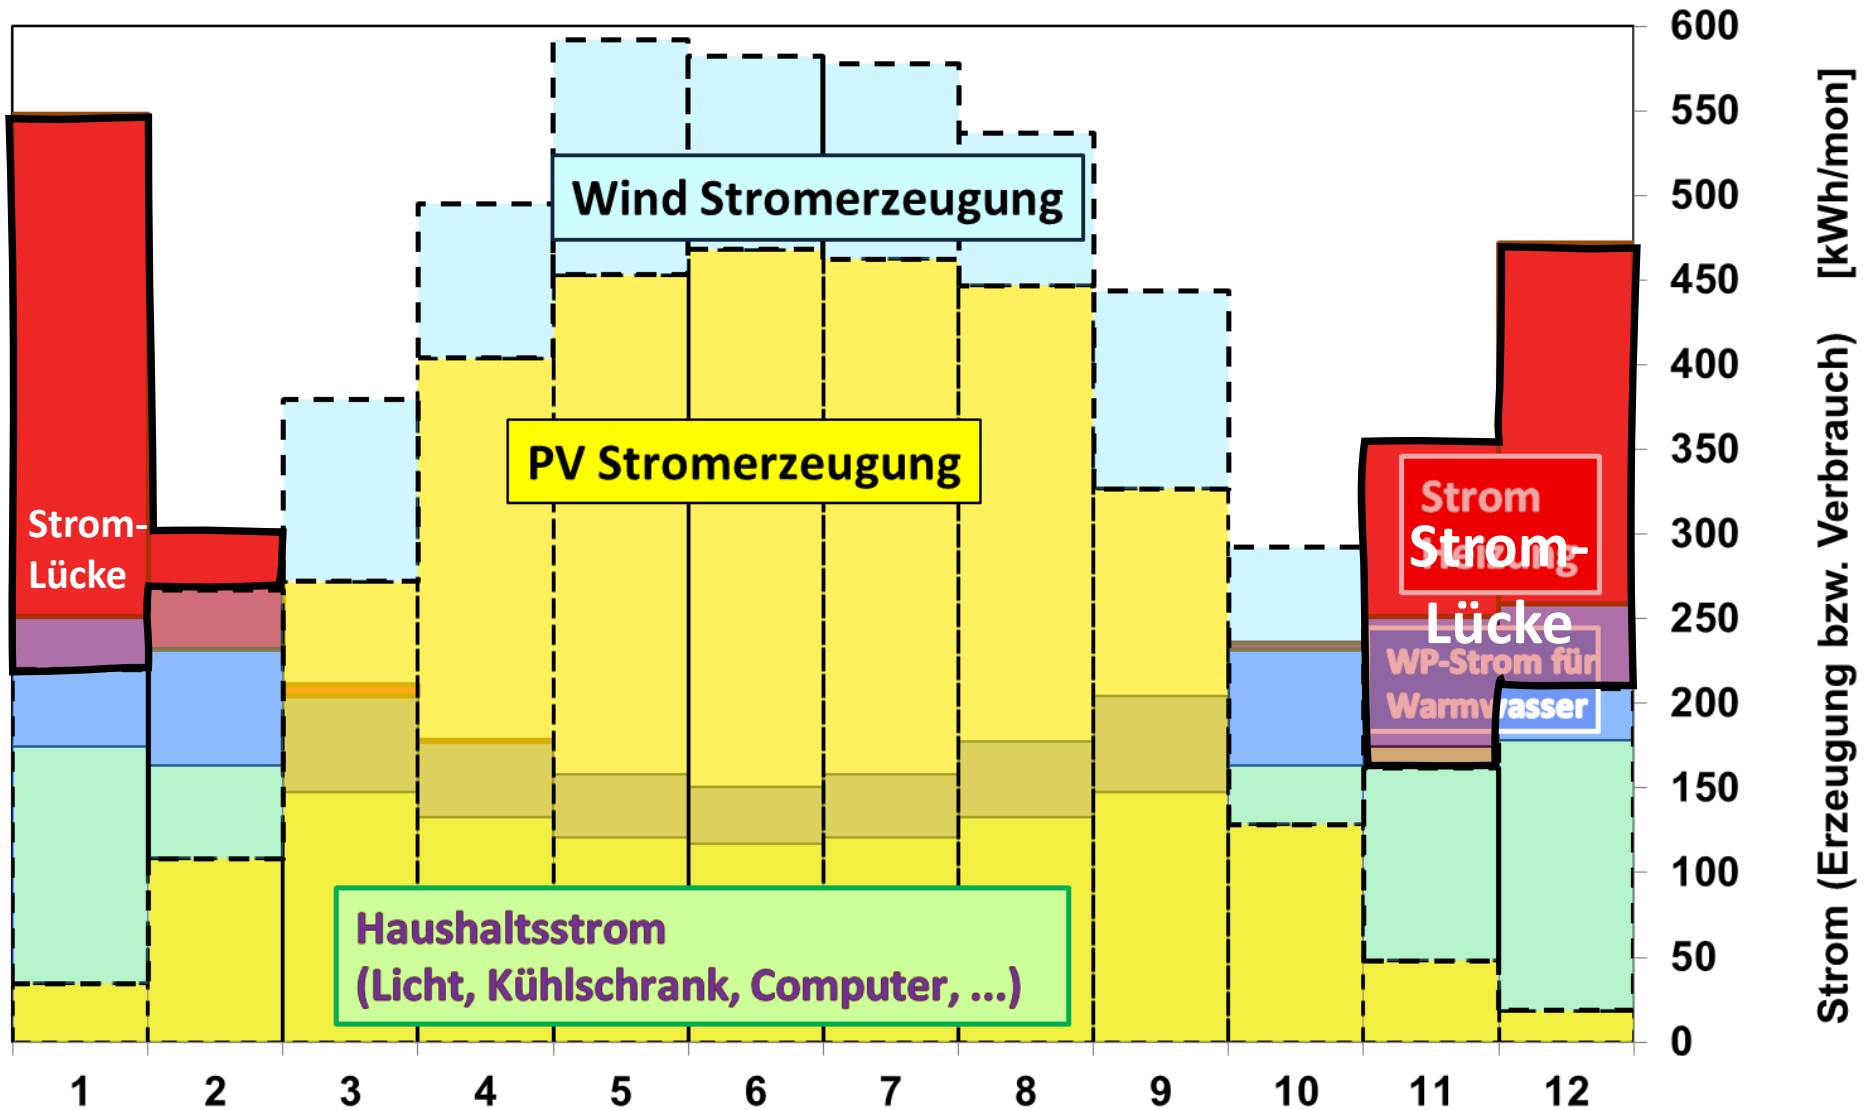 600
550
500
450
400
350
300
250
200
150
100
50
0
Strom (Erzeugung bzw. Verbrauch) [kWh/mon]
Wind Stromerzeugung
PV Stromerzeugung
Strom-
Lücke
Strom
Heizung
Strom-
Lücke
WP-Strom für
Warmwasser
Haushaltsstrom
(Licht, Kühlschrank, Computer, ...)
1 2 3 4 5 6 7 8 9 10 11 12